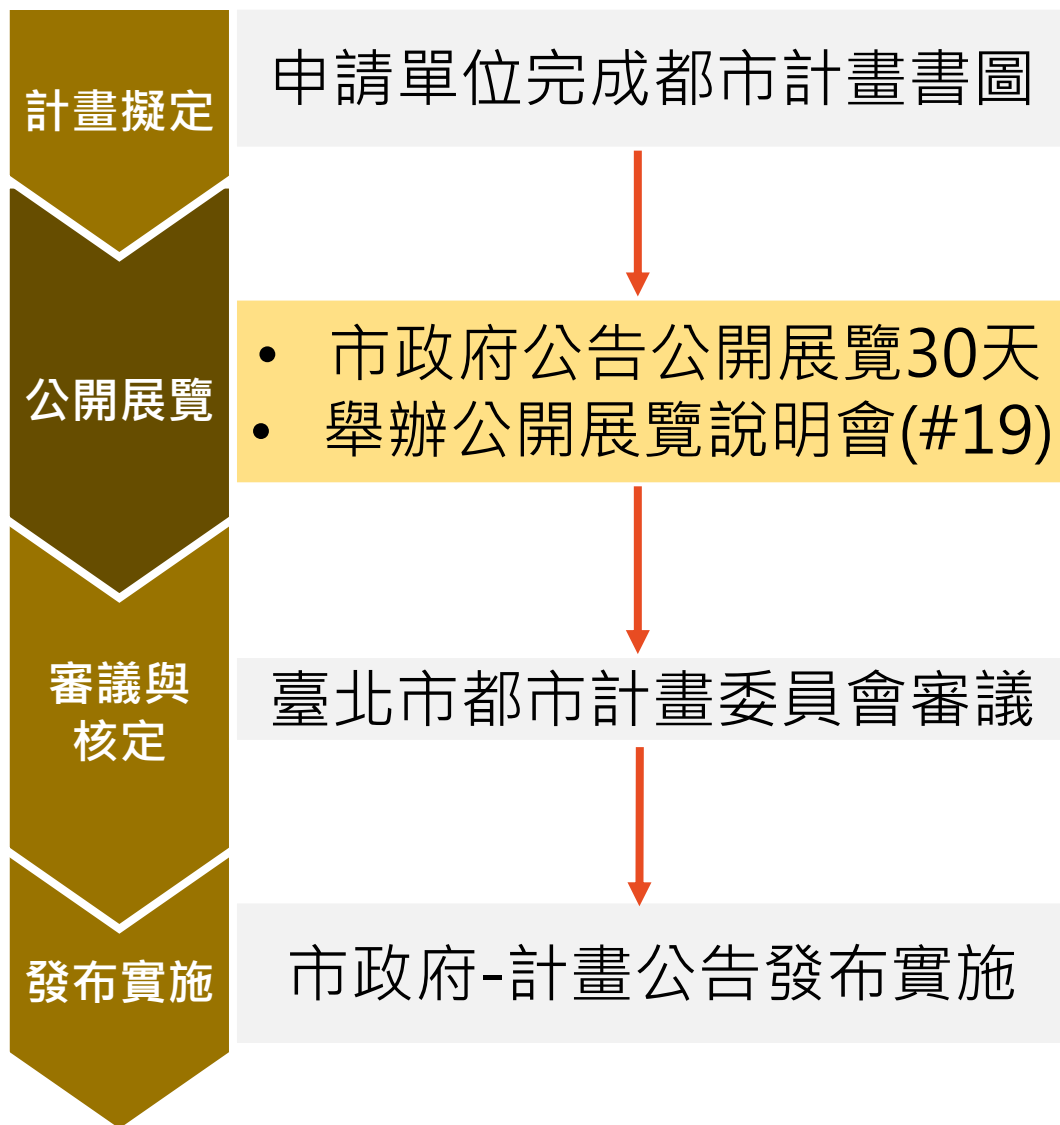 計畫擬定
申請單位完成都市計畫書圖
公開展覽
• 市政府公告公開展覽30天
• 舉辦公開展覽說明會(#19)
審議與
核定
臺北市都市計畫委員會審議
發布實施
市政府-計畫公告發布實施